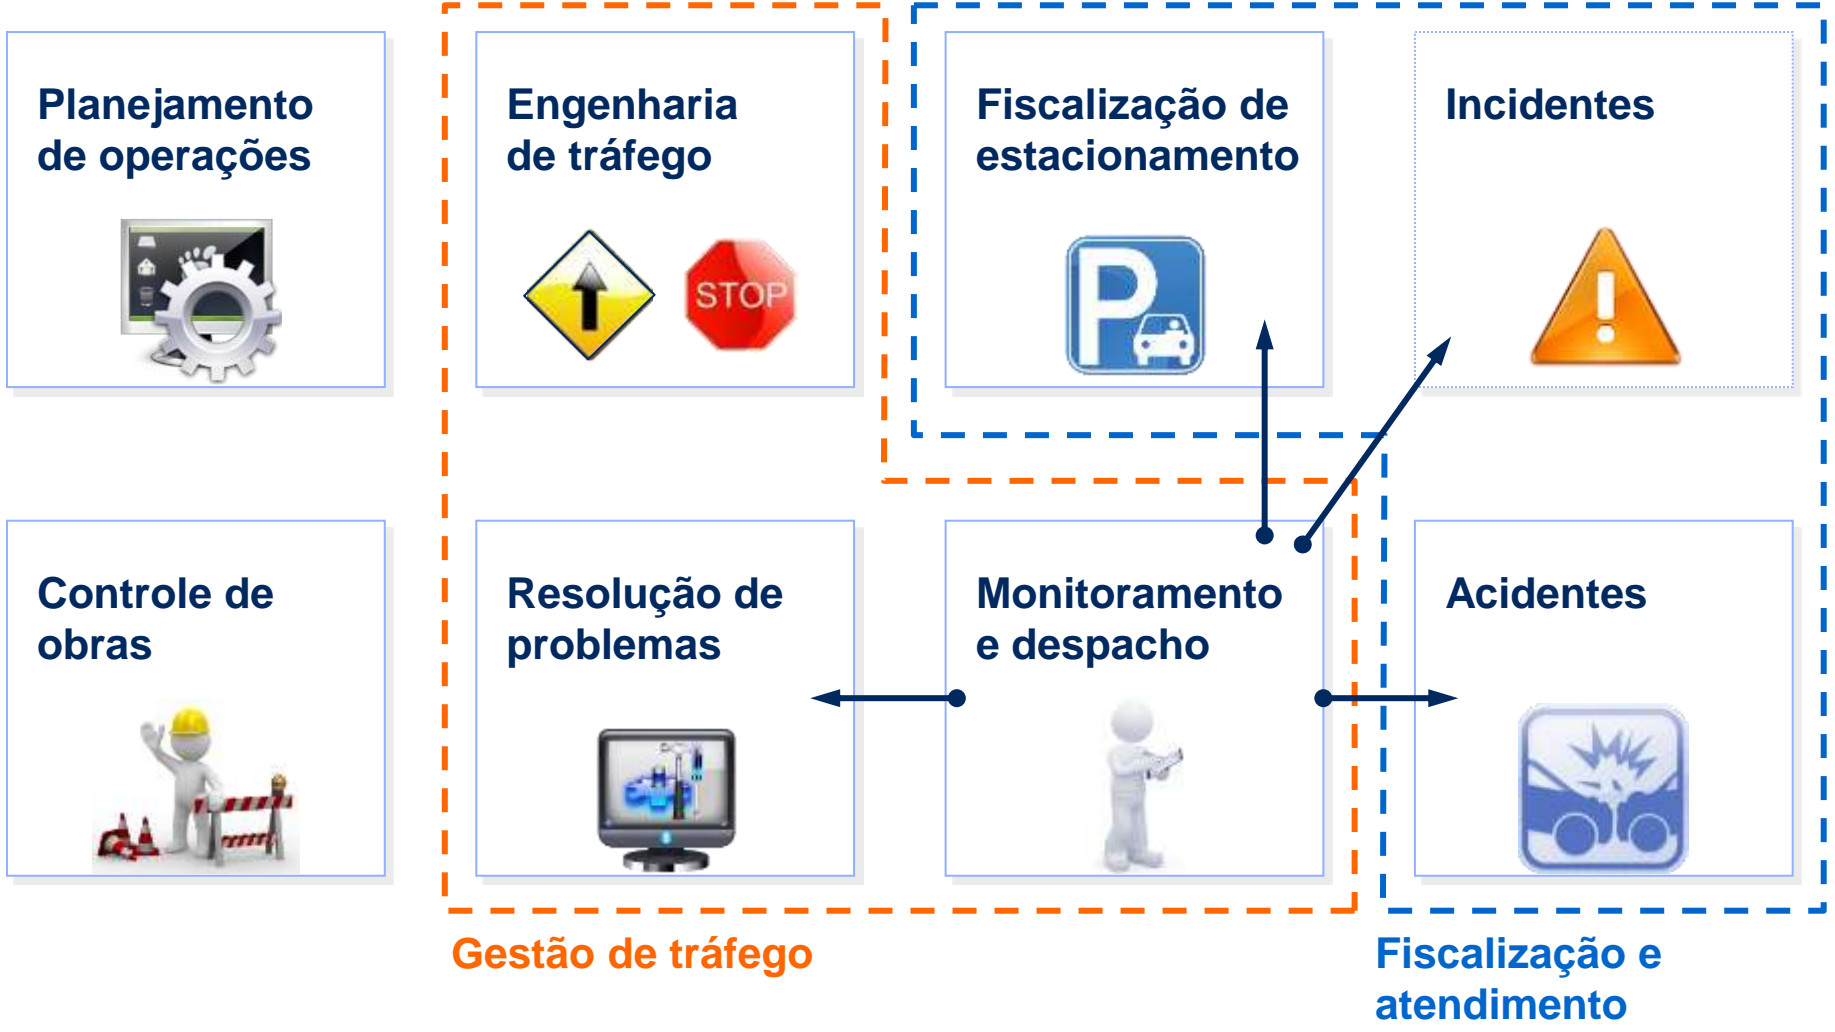 Planejamento
de operações
Engenharia
de tráfego
STOP
Fiscalização de
estacionamento
P
Incidentes
Controle de
obras
Resolução de
problemas
Monitoramento
e despacho
Acidentes
Gestão de tráfego
Fiscalização e
atendimento